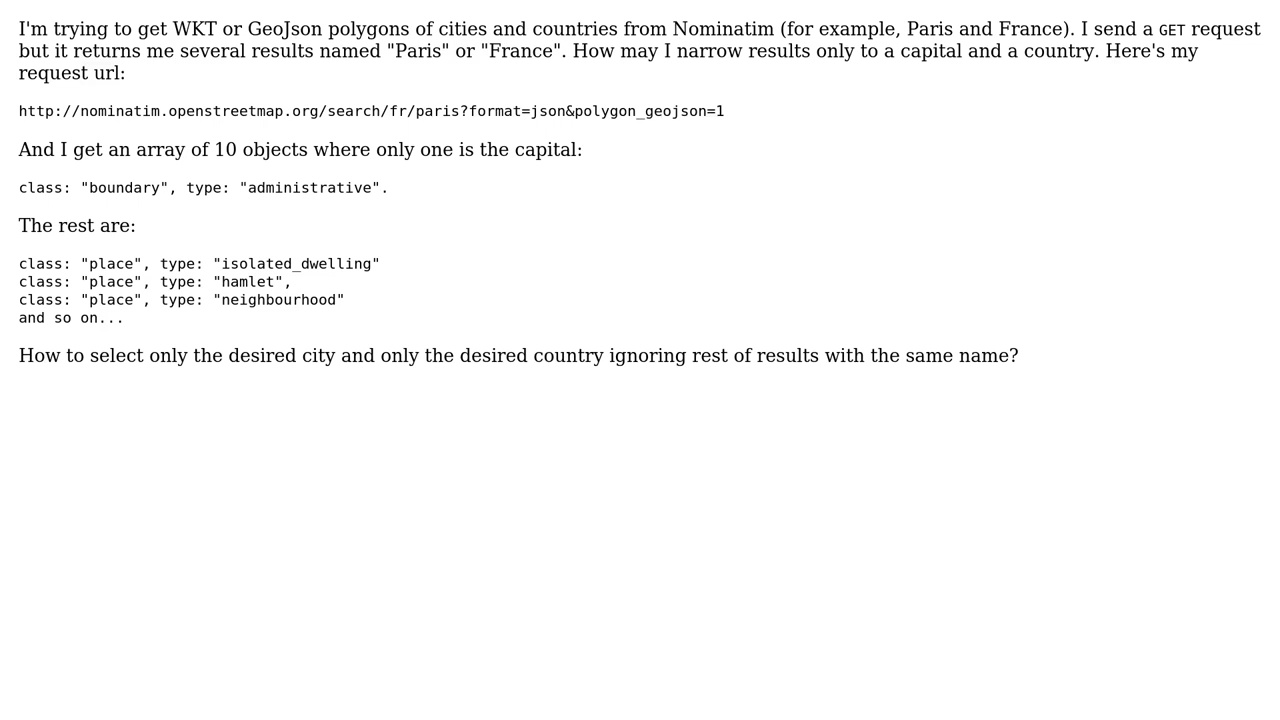 I'm trying to get WKT or GeoJson polygons of cities and countries from Nominatim (for example, Paris and France). I send a GET request
but it returns me several results named "Paris" or "France". How may I narrow results only to a capital and a country. Here's my
request url:
http://nominatim.openstreetmap.org/search/fr/paris?format=json&polygon_geojson=1
And I get an array of 10 objects where only one is the capital:
class: "boundary", type: "administrative".
The rest are:
class: "place", type: "isolated_dwelling"
class: "place", type: "hamlet",
class: "place", type: "neighbourhood"
and so on...
How to select only the desired city and only the desired country ignoring rest of results with the same name?